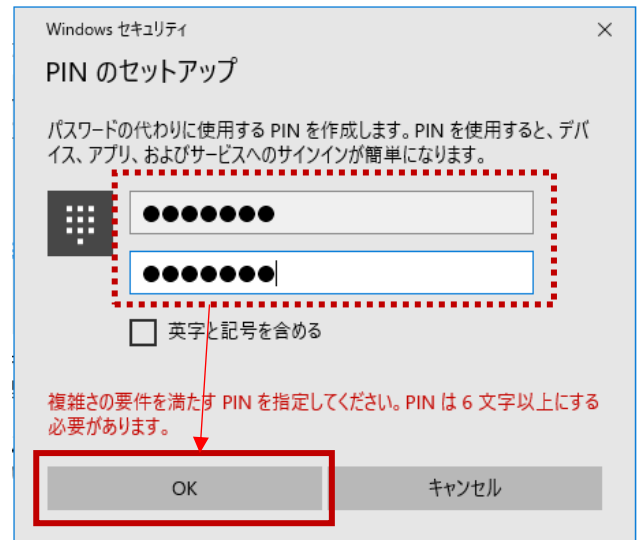 Windows セキュリティ
PIN のセットアップ
パスワードの代わりに使用する PIN を作成します。PIN を使用すると、デバ
イス、アプリ、およびサービスへのサインインが簡単になります。
●●●●●●●
●●●●●●●
英字と記号を含める
複雑さの要件を満たす PIN を指定してください。PIN は 6 文字以上にする
必要があります。
OK
キャンセル